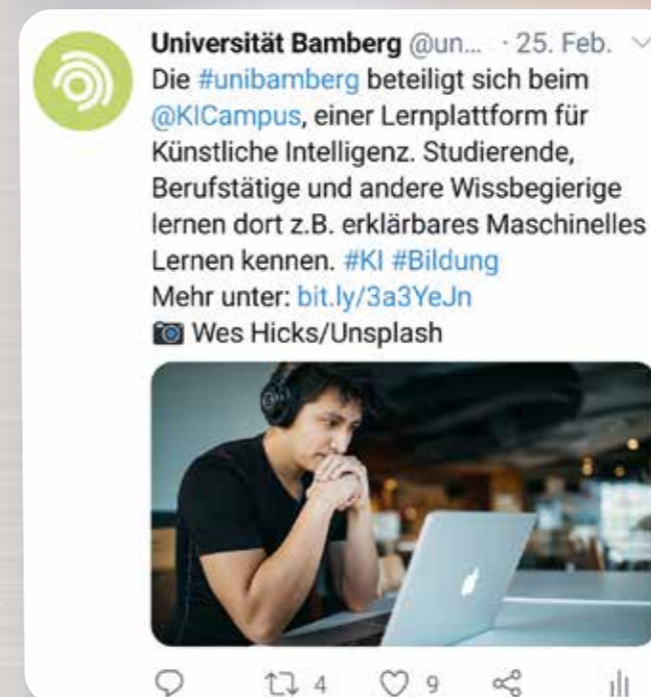 Universität Bamberg @un... · 25. Feb.
Die #unibamberg beteiligt sich beim
@KICampus, einer Lernplattform für
Künstliche Intelligenz. Studierende,
Berufstätige und andere Wissbegierige
lernen dort z.B. erklärbares Maschinelles
Lernen kennen. #KI #Bildung
Mehr unter: bit.ly/3a3YeJn
📷 Wes Hicks/Unsplash
4 9